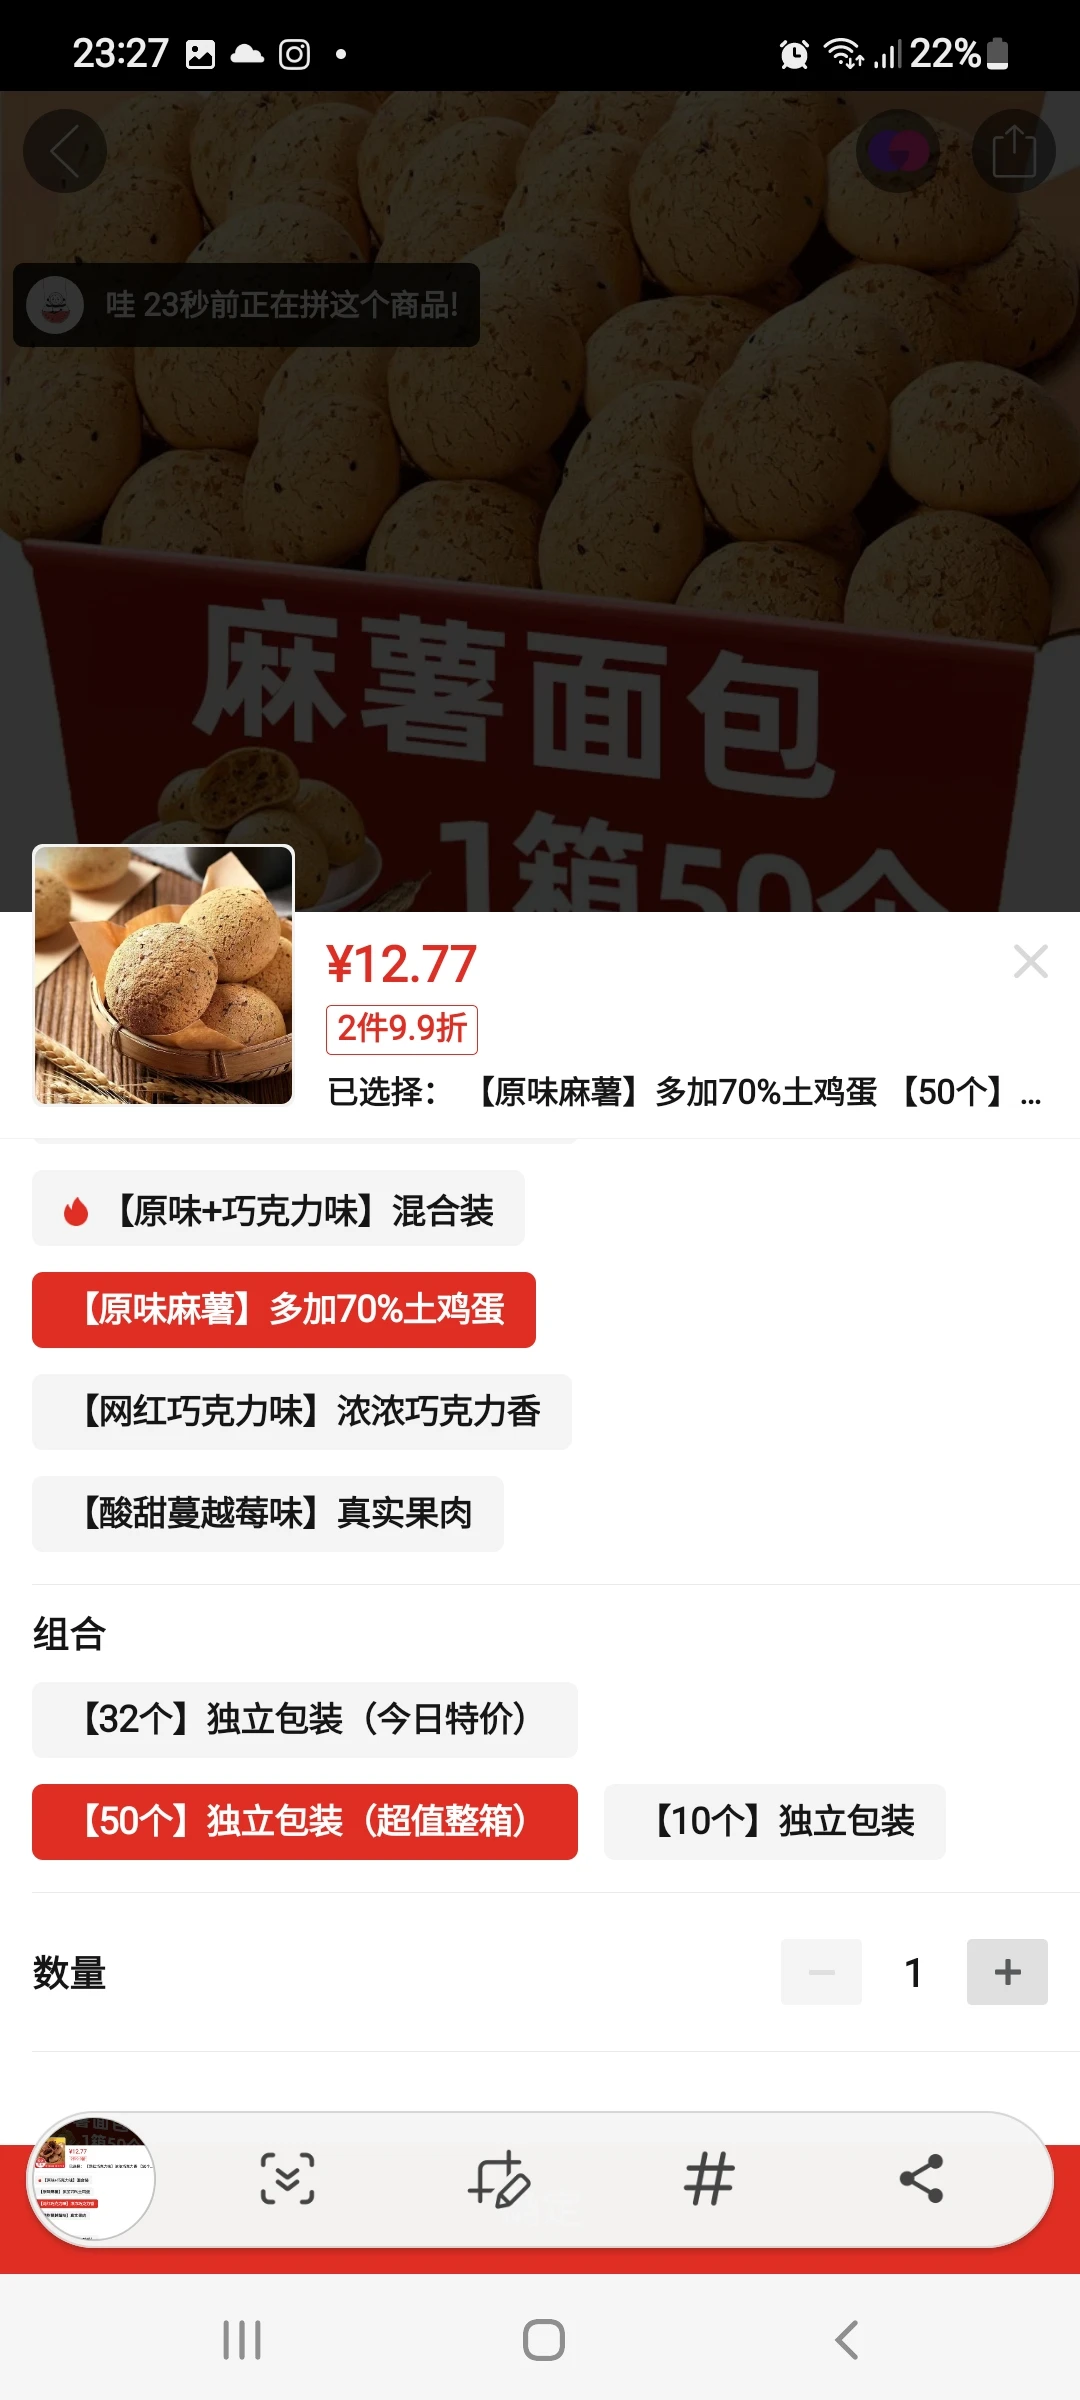 23:27
22%
哇 23秒前正在拼这个商品!
麻薯面包
1箱50个
¥12.77
2件9.9折
已选择： 【原味麻薯】多加70%土鸡蛋 【50个】...
【原味+巧克力味】混合装
【原味麻薯】多加70%土鸡蛋
【网红巧克力味】浓浓巧克力香
【酸甜蔓越莓味】真实果肉
组合
【32个】独立包装（今日特价）
【50个】独立包装（超值整箱）
【10个】独立包装
数量
1